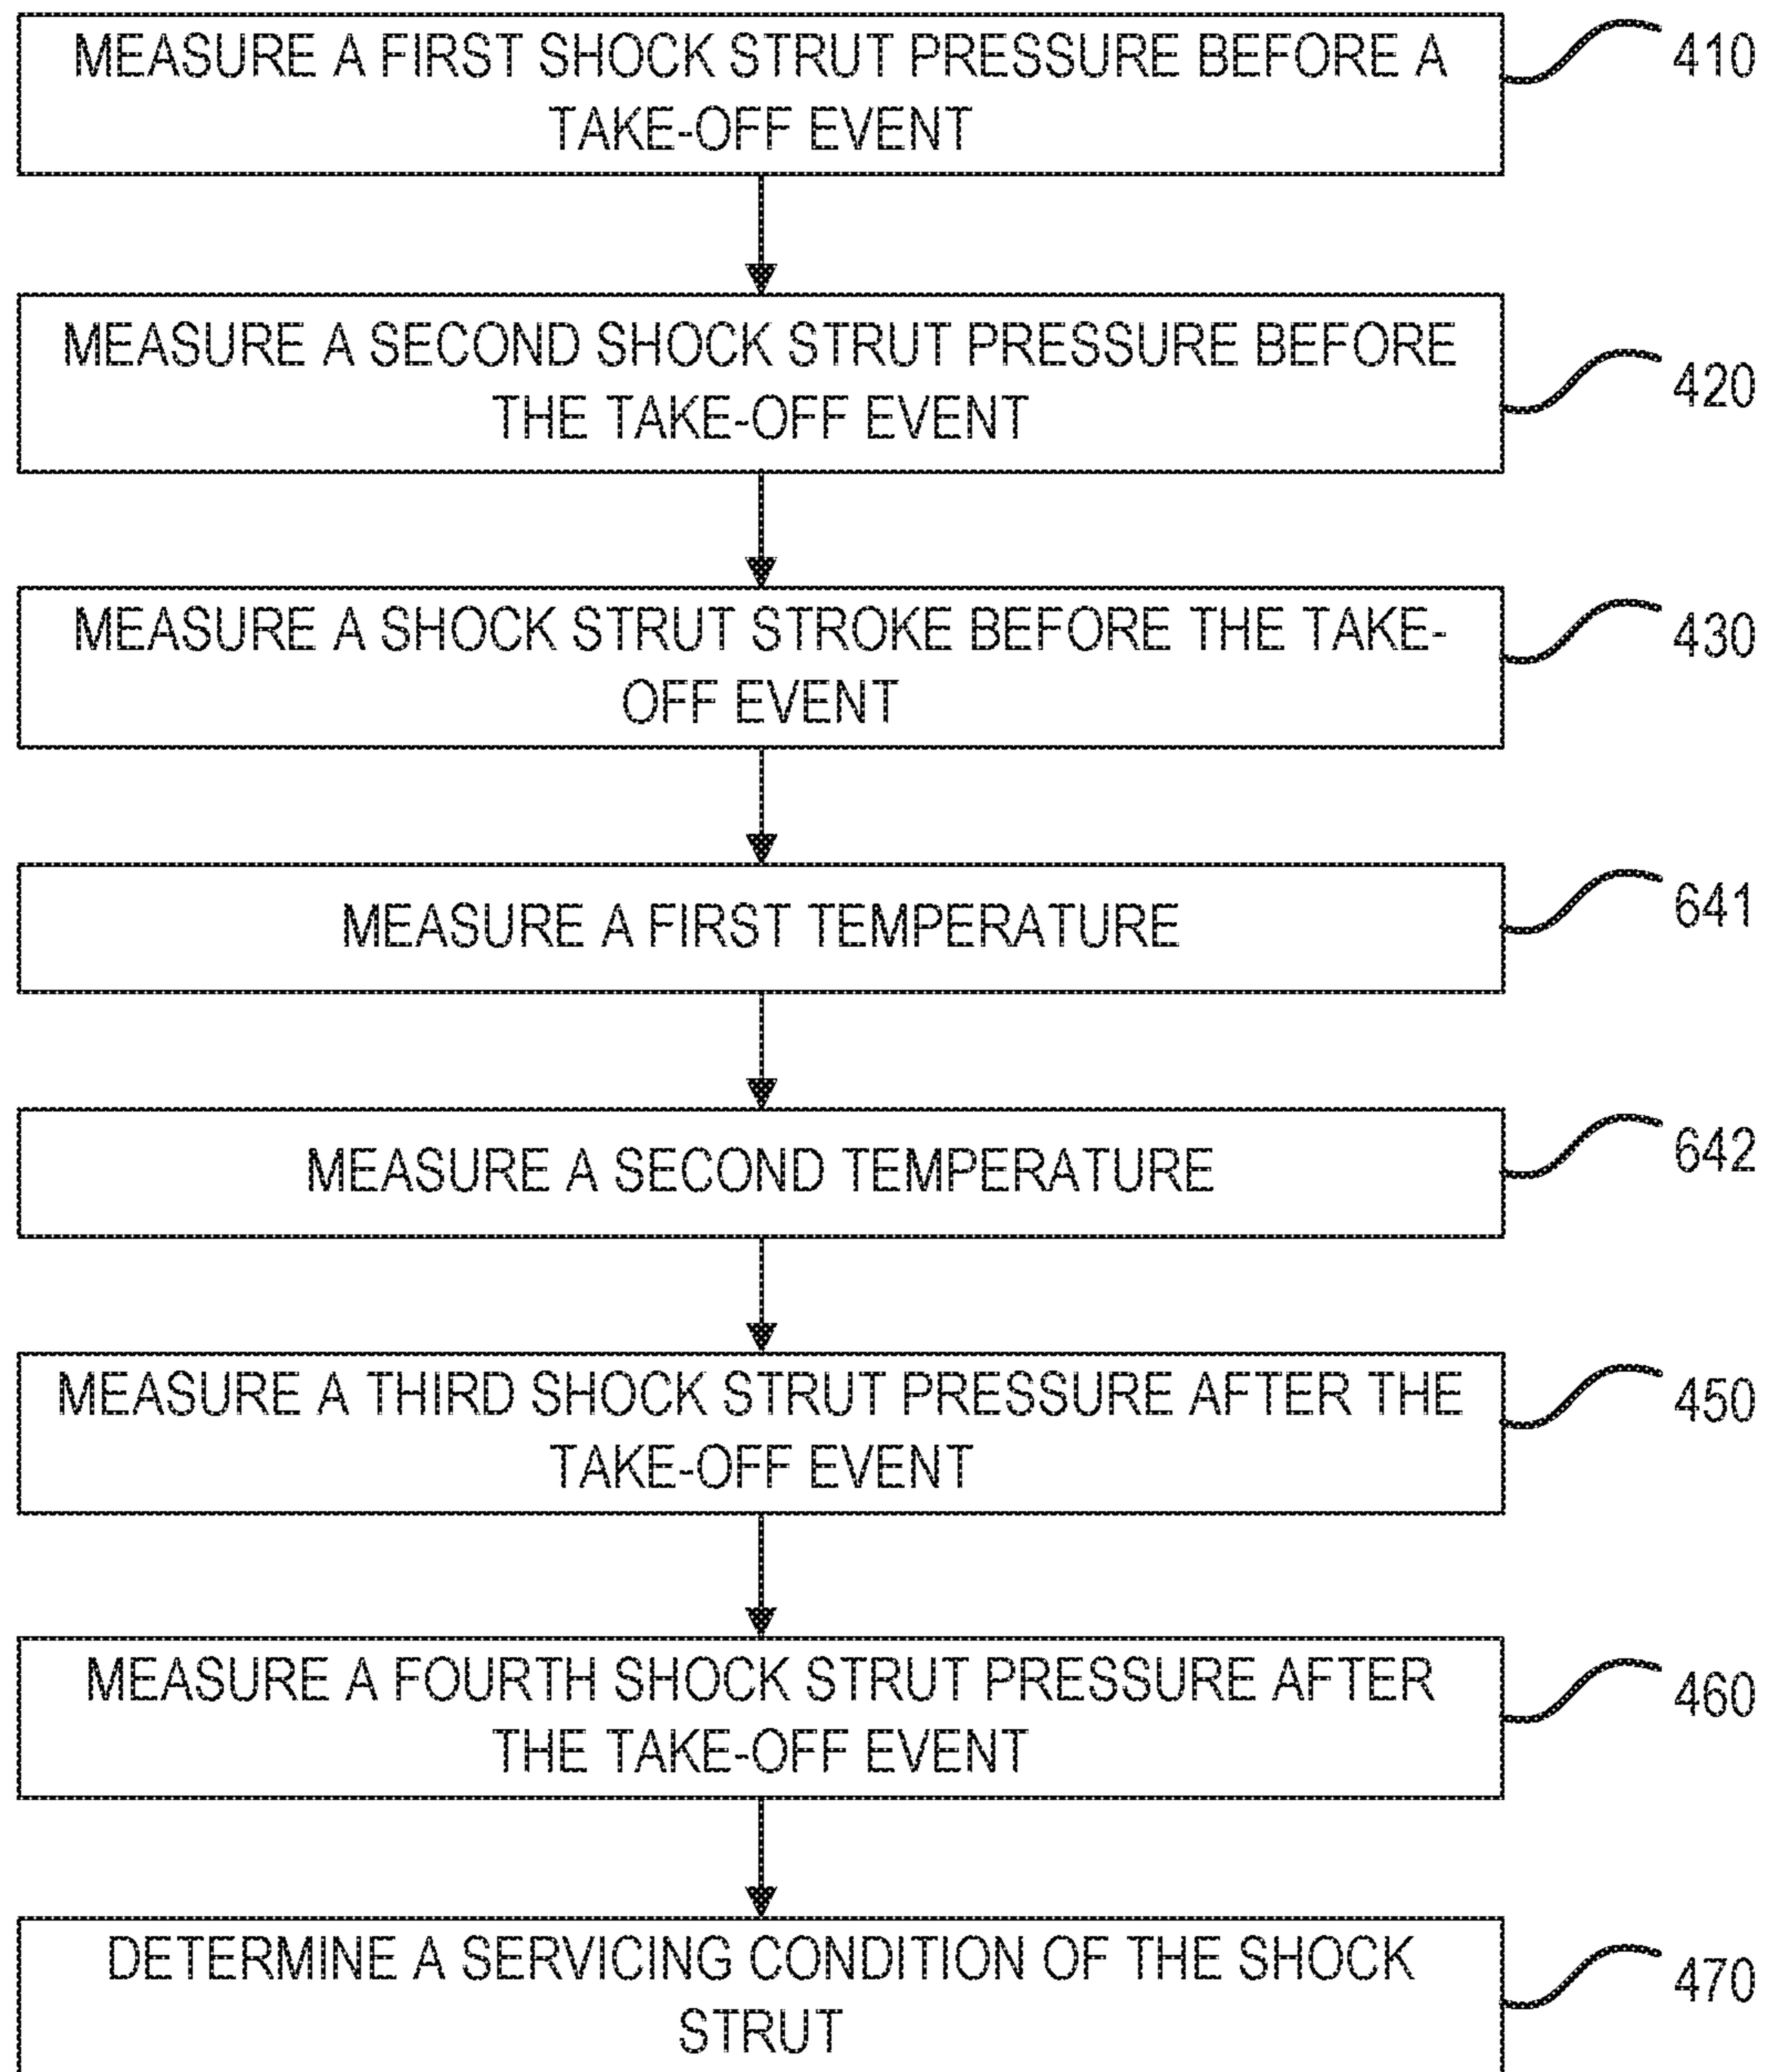 MEASURE A FIRST SHOCK STRUT PRESSURE BEFORE A
TAKE-OFF EVENT
410
MEASURE A SECOND SHOCK STRUT PRESSURE BEFORE
THE TAKE-OFF EVENT
420
MEASURE A SHOCK STRUT STROKE BEFORE THE TAKE-
OFF EVENT
430
MEASURE A FIRST TEMPERATURE
641
MEASURE A SECOND TEMPERATURE
642
MEASURE A THIRD SHOCK STRUT PRESSURE AFTER THE
TAKE-OFF EVENT
450
MEASURE A FOURTH SHOCK STRUT PRESSURE AFTER
THE TAKE-OFF EVENT
460
DETERMINE A SERVICING CONDITION OF THE SHOCK
STRUT
470